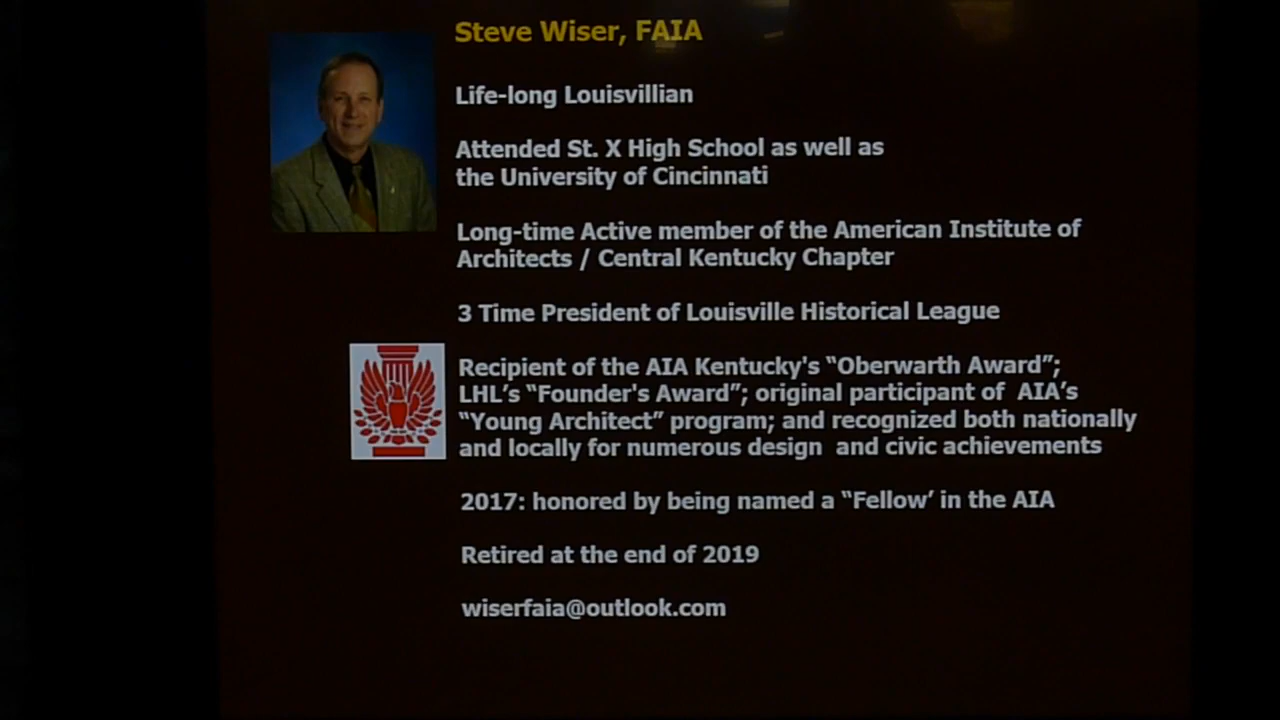 Steve Wiser, FAIA
Life-long Louisvillian
Attended St. X High School as well as
the University of Cincinnati
Long-time Active member of the American Institute of
Architects / Central Kentucky Chapter
3 Time President of Louisville Historical League
Recipient of the AIA Kentucky's “Oberwarth Award”;
LHL’s “Founder's Award”; original participant of  AIA’s
“Young Architect” program; and recognized both nationally
and locally for numerous design  and civic achievements
2017: honored by being named a “Fellow’ in the AIA
Retired at the end of 2019
wiserfaia@outlook.com